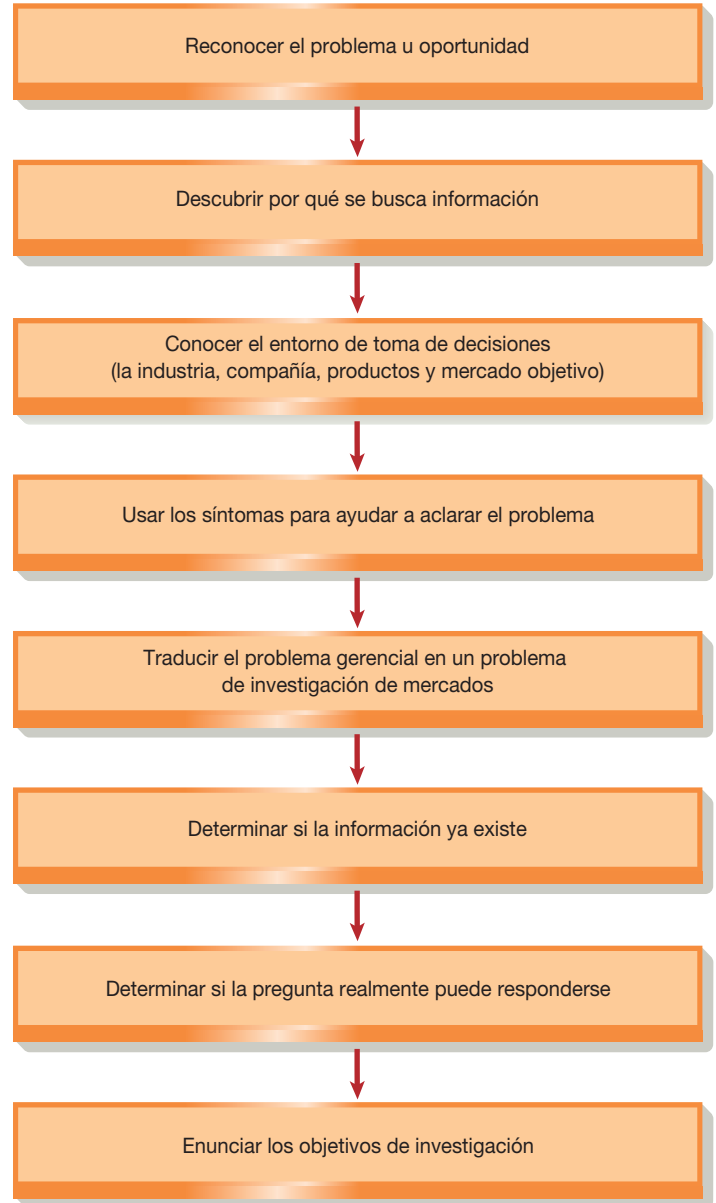 Reconocer el problema u oportunidad
Descubrir por qué se busca información
Conocer el entorno de toma de decisiones
(la industria, compañía, productos y mercado objetivo)
Usar los síntomas para ayudar a aclarar el problema
Traducir el problema gerencial en un problema
de investigación de mercados
Determinar si la información ya existe
Determinar si la pregunta realmente puede responderse
Enunciar los objetivos de investigación